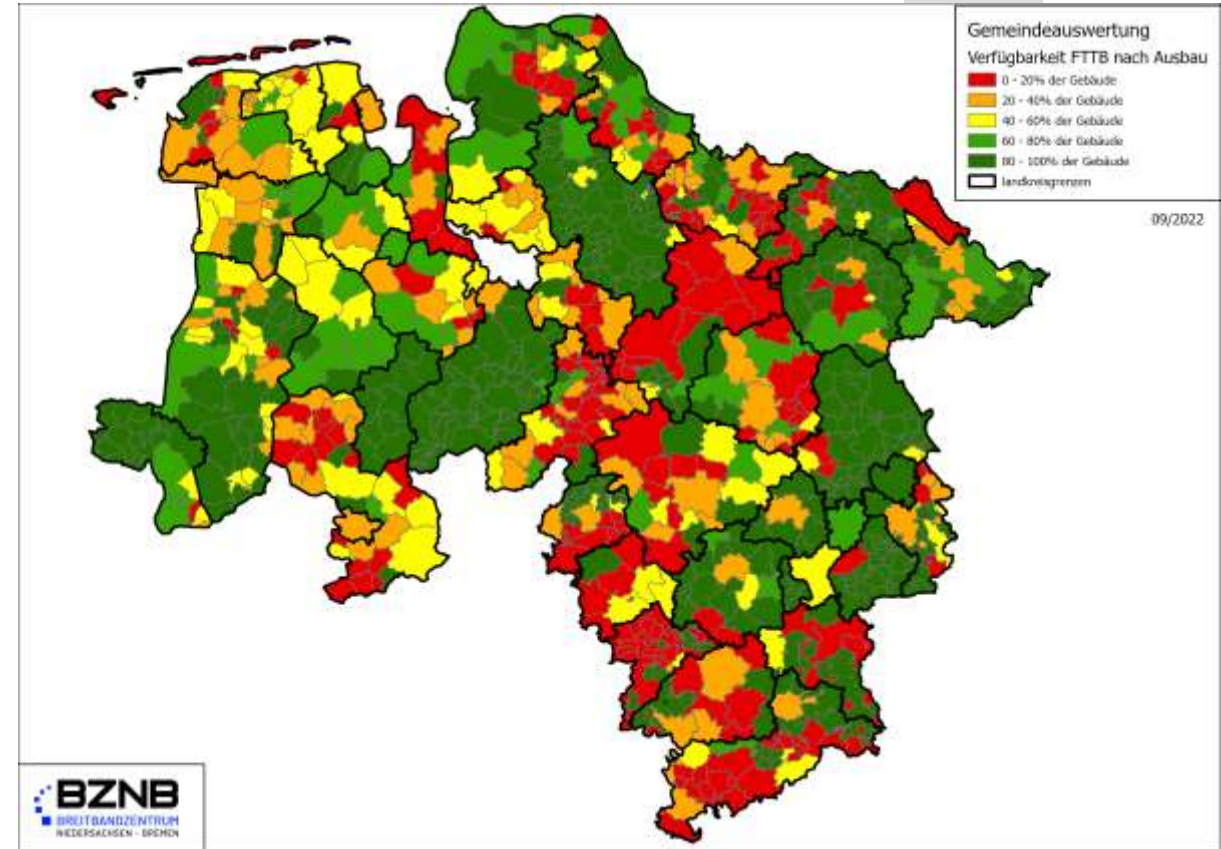 Gemeindeauswertung
Verfügbarkeit FTTB nach Ausbau
0 - 20% der Gebäude
20 - 40% der Gebäude
40 - 60% der Gebäude
60 - 80% der Gebäude
80 - 100% der Gebäude
landkreisgrenzen
09/2022
BZNB
BREITBANDZENTRUM
NIEDERSACHSEN - BREMEN